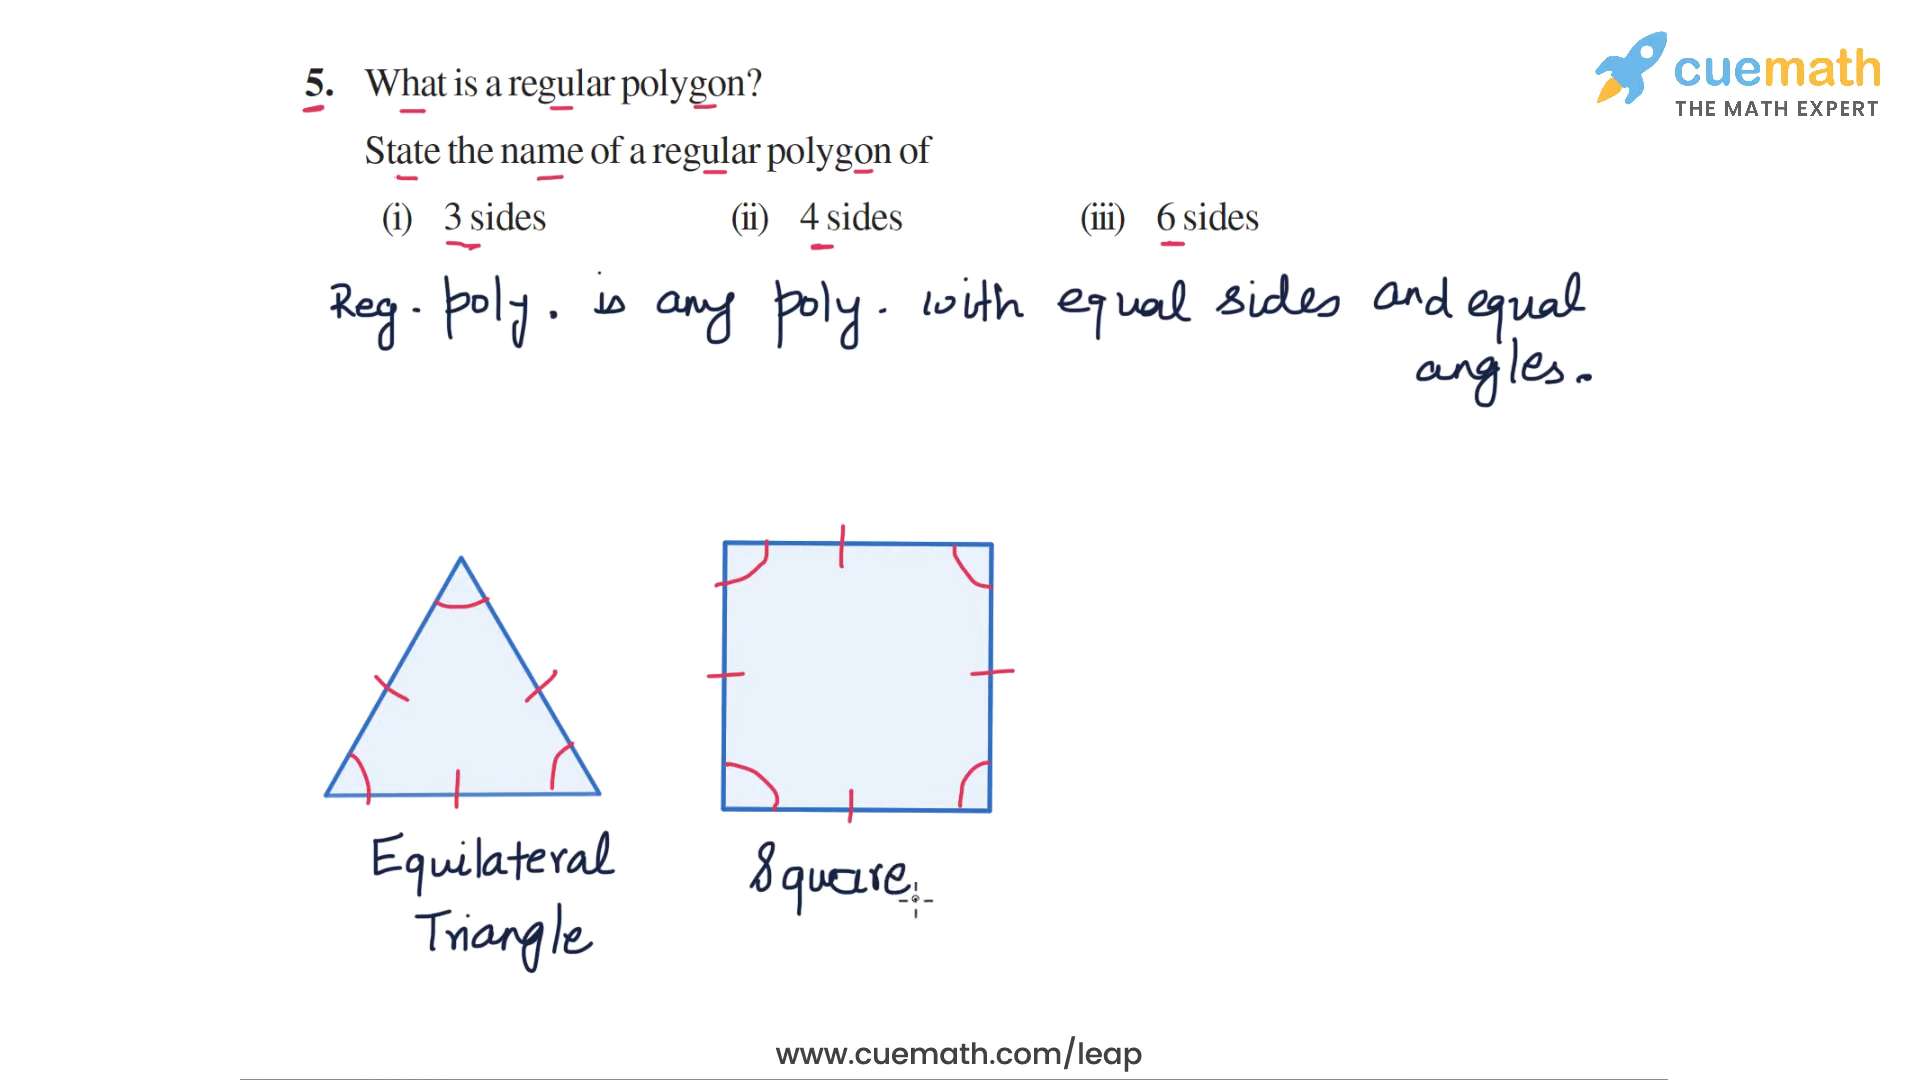 cuemath
THE MATH EXPERT
5. What is a regular polygon?
State the name of a regular polygon of
(i) 3 sides (ii) 4 sides (iii) 6 sides
Reg. poly. is any poly. with equal sides and equal
angles.
Equilateral
Triangle
Square
www.cuemath.com/leap